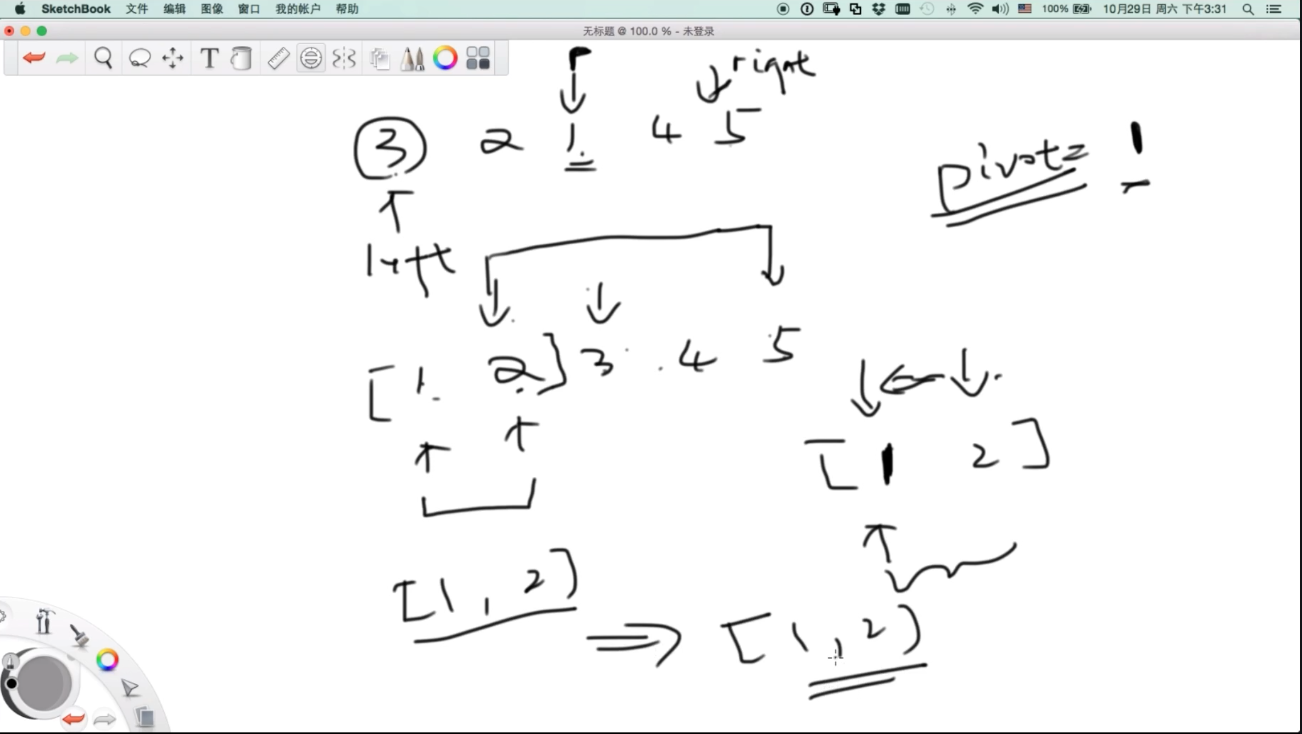 SketchBook 文件 编辑 图像 窗口 我的帐户 帮助 100% 10月29日 周六 下午3:31
无标题 @ 100.0 % - 未登录
T
r right
3 2 1 4 5
pivot= 1
left
[1 2] 3 4 5
[1 2]
[1, 2]
[1, 2]